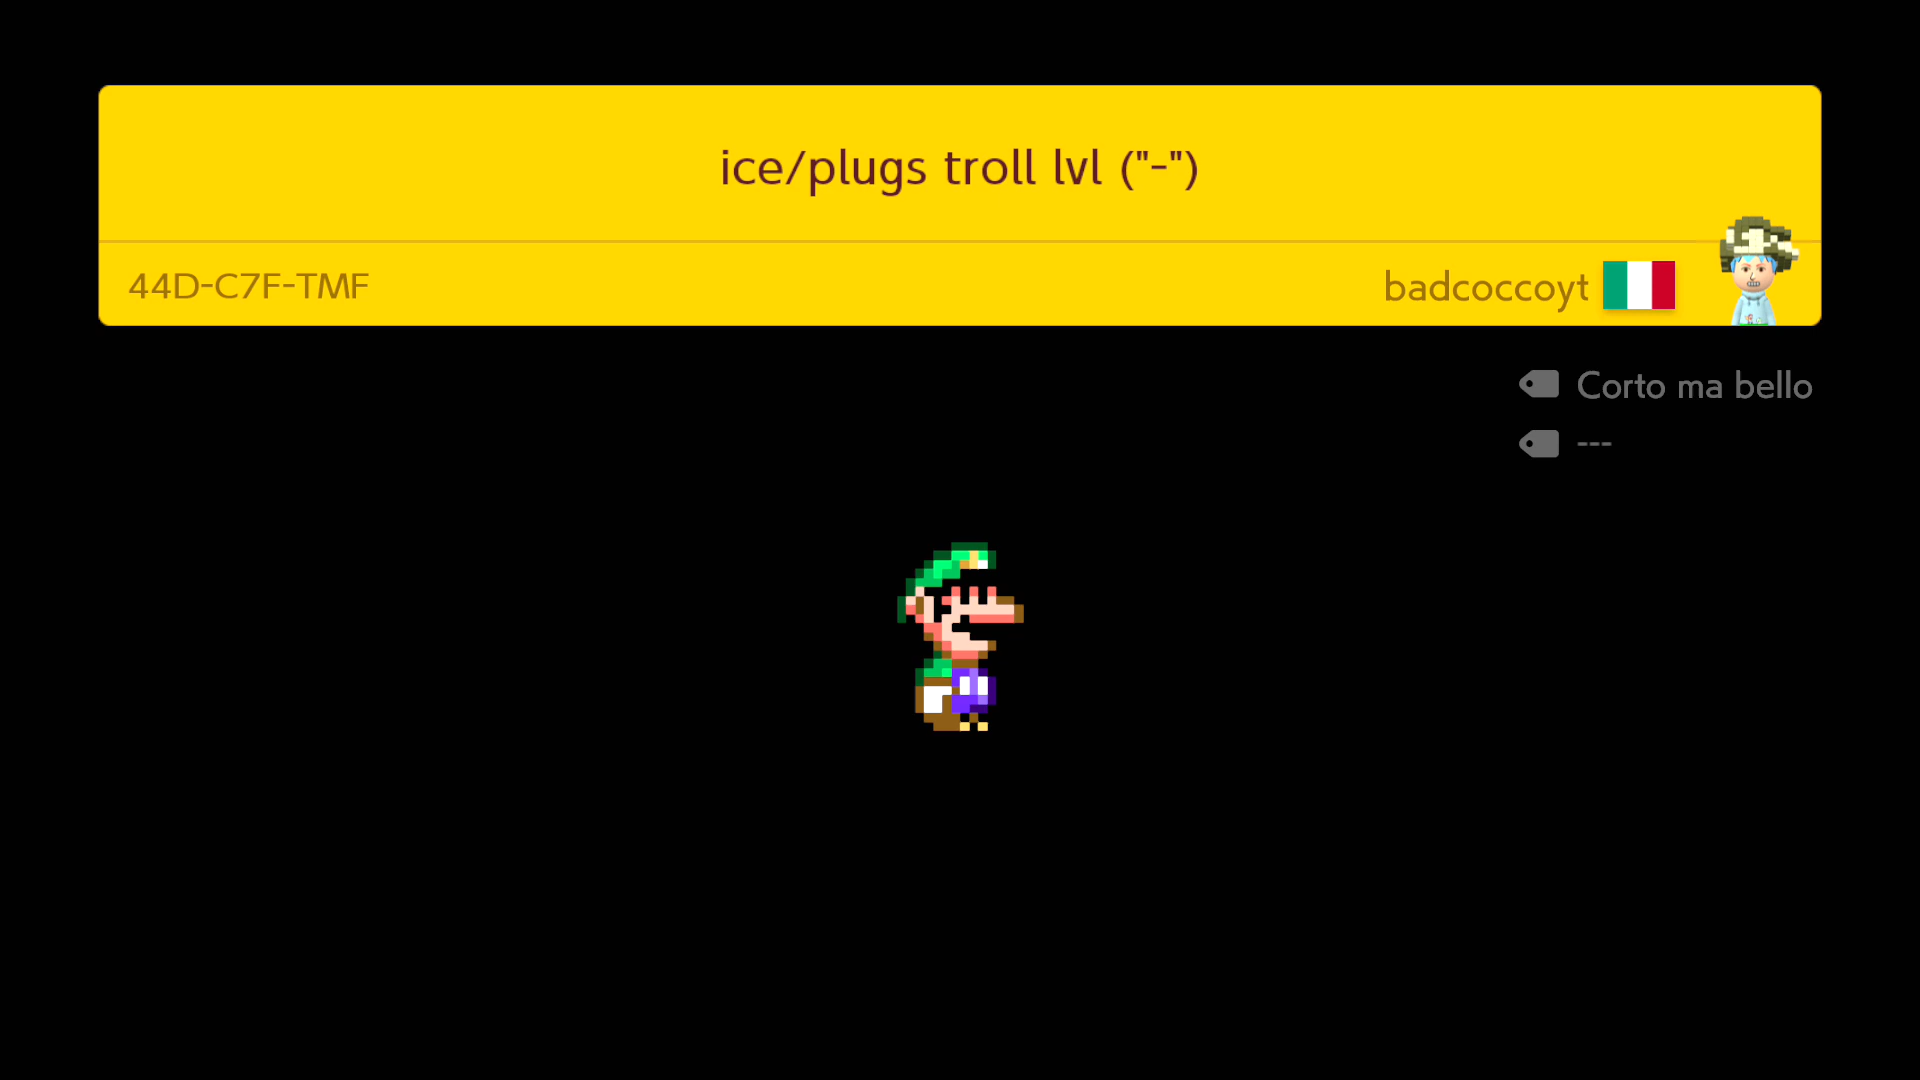 ice/plugs troll lvl ("-")
44D-C7F-TMF
badcoccoyt
Corto ma bello
---